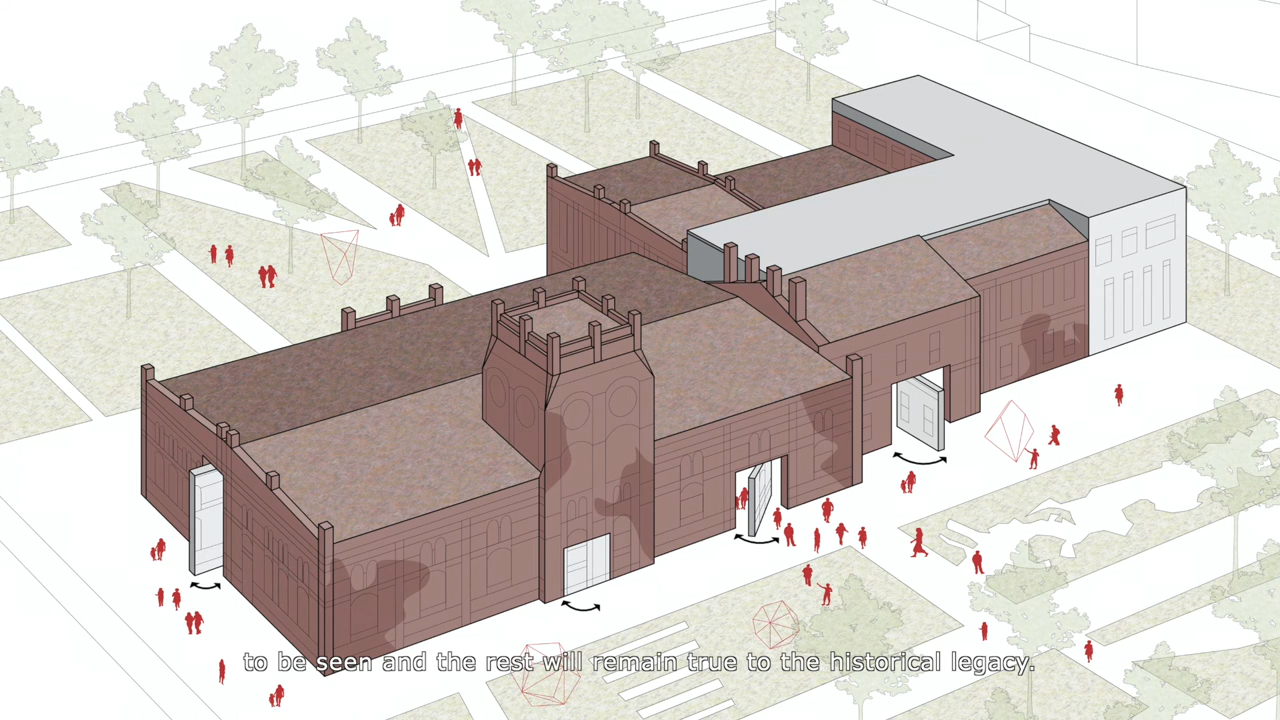 to be seen and the rest will remain true to the historical legacy.